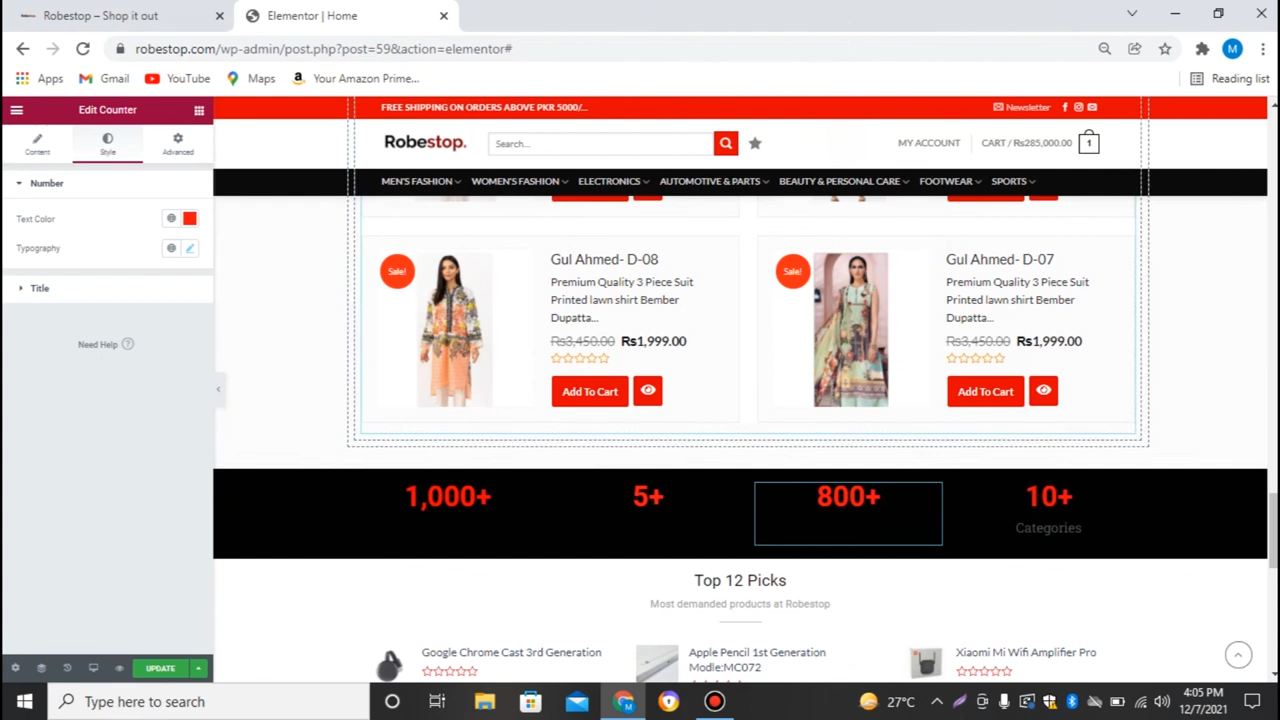 Robestop – Shop it out
Elementor | Home
robestop.com/wp-admin/post.php?post=59&action=elementor#
M
Apps
Gmail
YouTube
Maps
Your Amazon Prime...
Reading list
Edit Counter
Content
Style
Advanced
Number
Text Color
Typography
Title
Need Help
UPDATE
FREE SHIPPING ON ORDERS ABOVE PKR 5000/...
Newsletter
Robestop.
Search...
MY ACCOUNT
CART / Rs285,000.00
1
MEN'S FASHION
WOMEN'S FASHION
ELECTRONICS
AUTOMOTIVE & PARTS
BEAUTY & PERSONAL CARE
FOOTWEAR
SPORTS
Sale!
Gul Ahmed- D-08
Premium Quality 3 Piece Suit
Printed lawn shirt Bember
Dupatta...
Rs3,450.00 Rs1,999.00
Add To Cart
Sale!
Gul Ahmed- D-07
Premium Quality 3 Piece Suit
Printed lawn shirt Bember
Dupatta...
Rs3,450.00 Rs1,999.00
Add To Cart
1,000+
5+
800+
10+
Categories
Top 12 Picks
Most demanded products at Robestop
Google Chrome Cast 3rd Generation
Apple Pencil 1st Generation
Modle:MC072
Xiaomi Mi Wifi Amplifier Pro
Type here to search
27°C
4:05 PM
12/7/2021